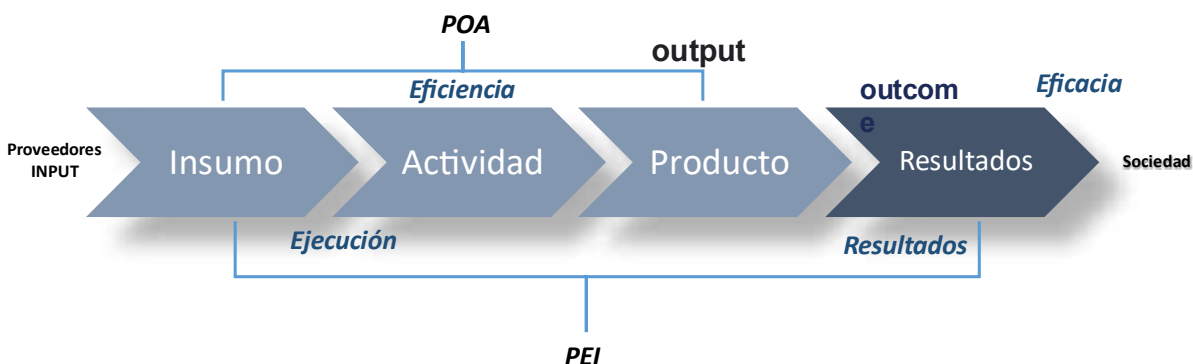 POA
output
Eficiencia
outcom
e
Eficacia
Proveedores
INPUT
Insumo
Actividad
Producto
Resultados
Sociedad
Ejecución
Resultados
PEI